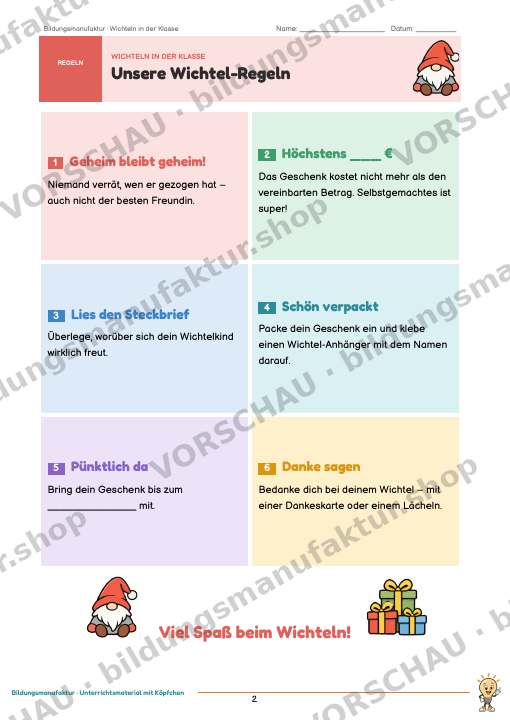 Bildungsmanufaktur · Wichteln in der Klasse
Name: ____________________ Datum: __________
REGELN
WICHTELN IN DER KLASSE
Unsere Wichtel-Regeln
1 Geheim bleibt geheim!
Niemand verrät, wen er gezogen hat –
auch nicht der besten Freundin.
2 Höchstens ____ €
Das Geschenk kostet nicht mehr als den
vereinbarten Betrag. Selbstgemachtes ist
super!
3 Lies den Steckbrief
Überlege, worüber sich dein Wichtelkind
wirklich freut.
4 Schön verpackt
Packe dein Geschenk ein und klebe
einen Wichtel-Anhänger mit dem Namen
darauf.
5 Pünktlich da
Bring dein Geschenk bis zum
__________________ mit.
6 Danke sagen
Bedanke dich bei deinem Wichtel – mit
einer Dankeskarte oder einem Lächeln.
Viel Spaß beim Wichteln!
Bildungsmanufaktur · Unterrichtsmaterial mit Köpfchen
2
VORSCHAU · bildungsmanufaktur.shop